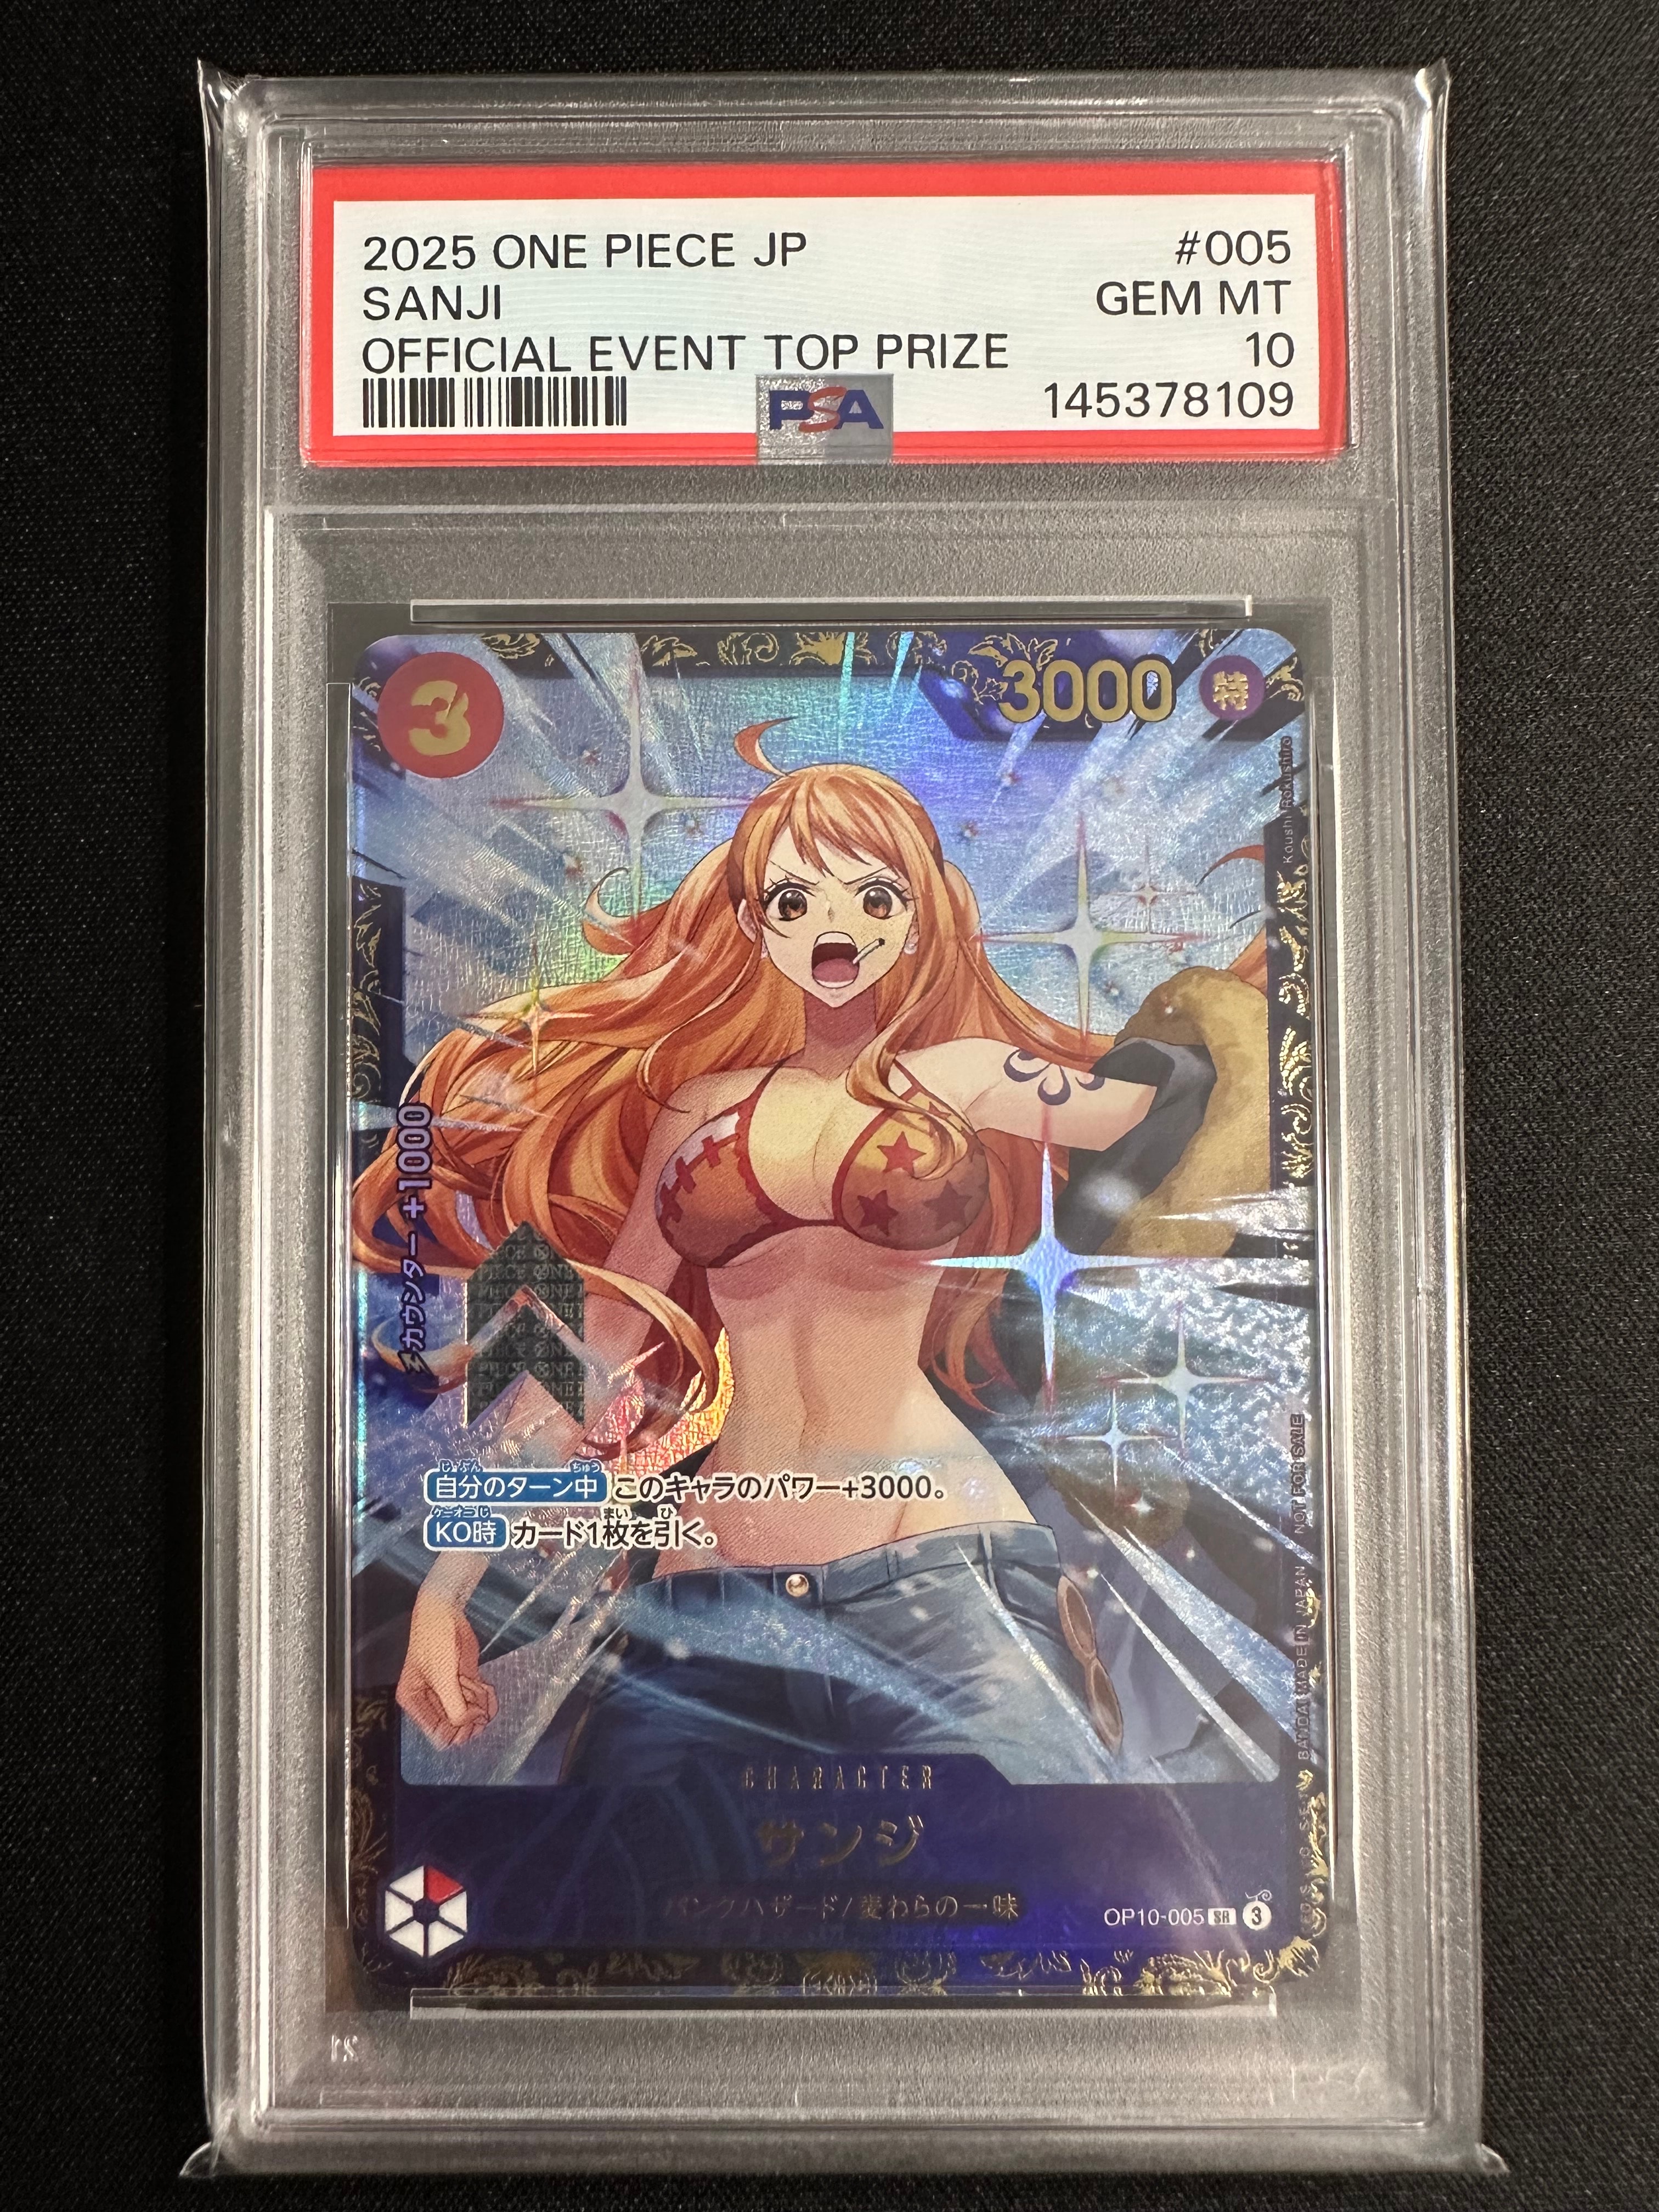 2025 ONE PIECE JP #005
SANJI GEM MT
OFFICIAL EVENT TOP PRIZE 10
PSA 145378109
3 3000 特
Koushi Rokushiro
カウンター +1000
自分のターン中 このキャラのパワー+3000。
KO時 カード1枚を引く。
BANDAI MADE IN JAPAN NOT FOR SALE
CHARACTER
サンジ
パンクハザード/麦わらの一味
OP10-005 SR 3